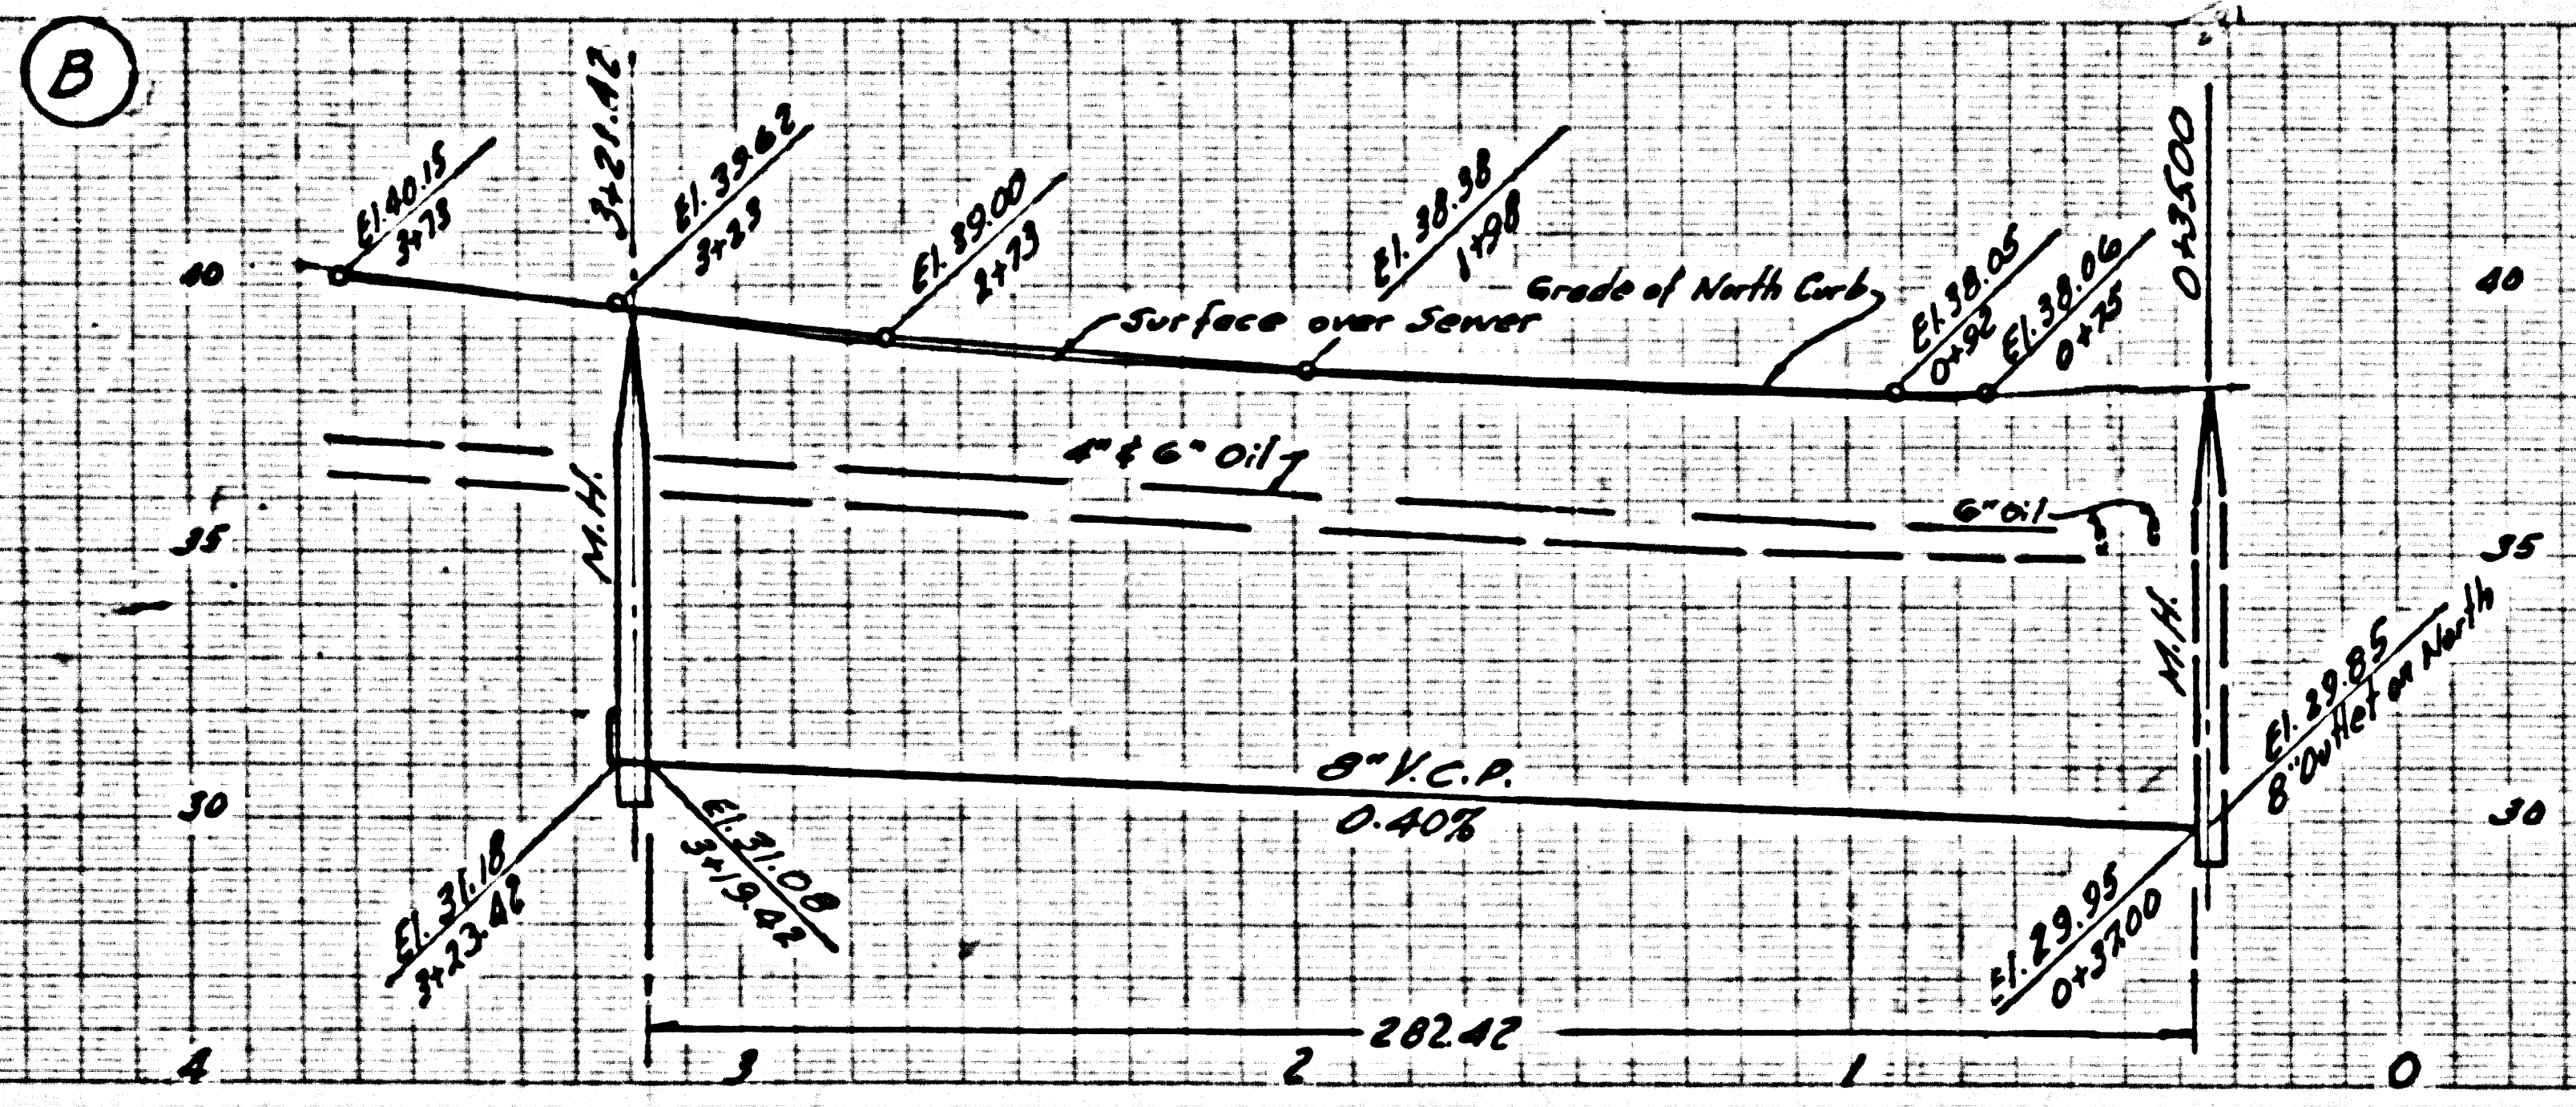 B
3+21.42
0+35.00
El. 40.15
3+73
El. 39.62
3+23
El. 39.00
2+73
El. 38.38
1+98
El. 38.05
0+92
El. 38.06
0+75
40
40
Surface over Sewer
Grade of North Curb
4" & 6" Oil
6" Oil
35
35
M.H.
M.H.
El. 29.85
8" Outlet on North
8" V.C.P.
0.40%
30
30
El. 31.18
3+23.42
El. 31.08
3+19.42
El. 29.95
0+37.00
282.42
4
3
2
1
0